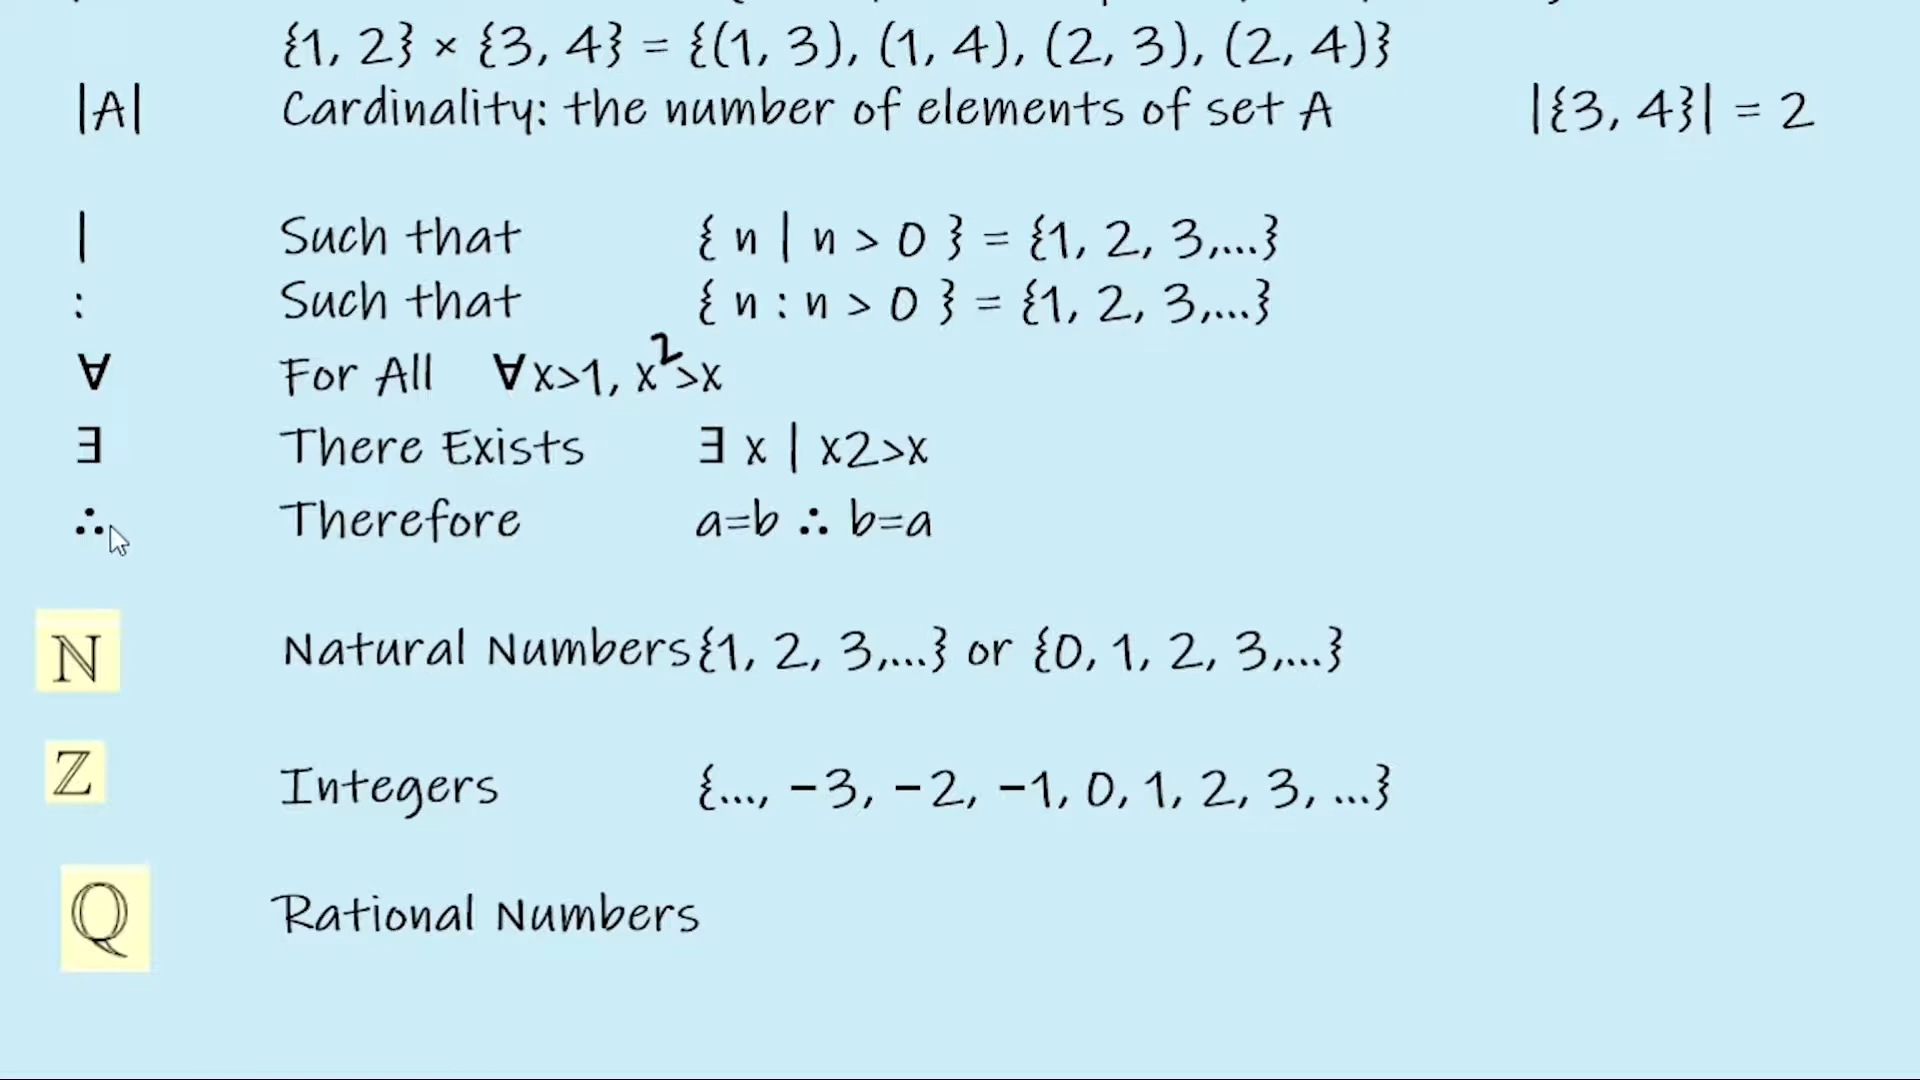 {1, 2} × {3, 4} = {(1, 3), (1, 4), (2, 3), (2, 4)}
|A| Cardinality: the number of elements of set A |{3, 4}| = 2
| Such that { n | n > 0 } = {1, 2, 3,...}
: Such that { n : n > 0 } = {1, 2, 3,...}
∀ For All ∀x>1, x²>x
∃ There Exists ∃ x | x2>x
∴ Therefore a=b ∴ b=a
ℕ Natural Numbers {1, 2, 3,...} or {0, 1, 2, 3,...}
ℤ Integers {..., −3, −2, −1, 0, 1, 2, 3, ...}
ℚ Rational Numbers